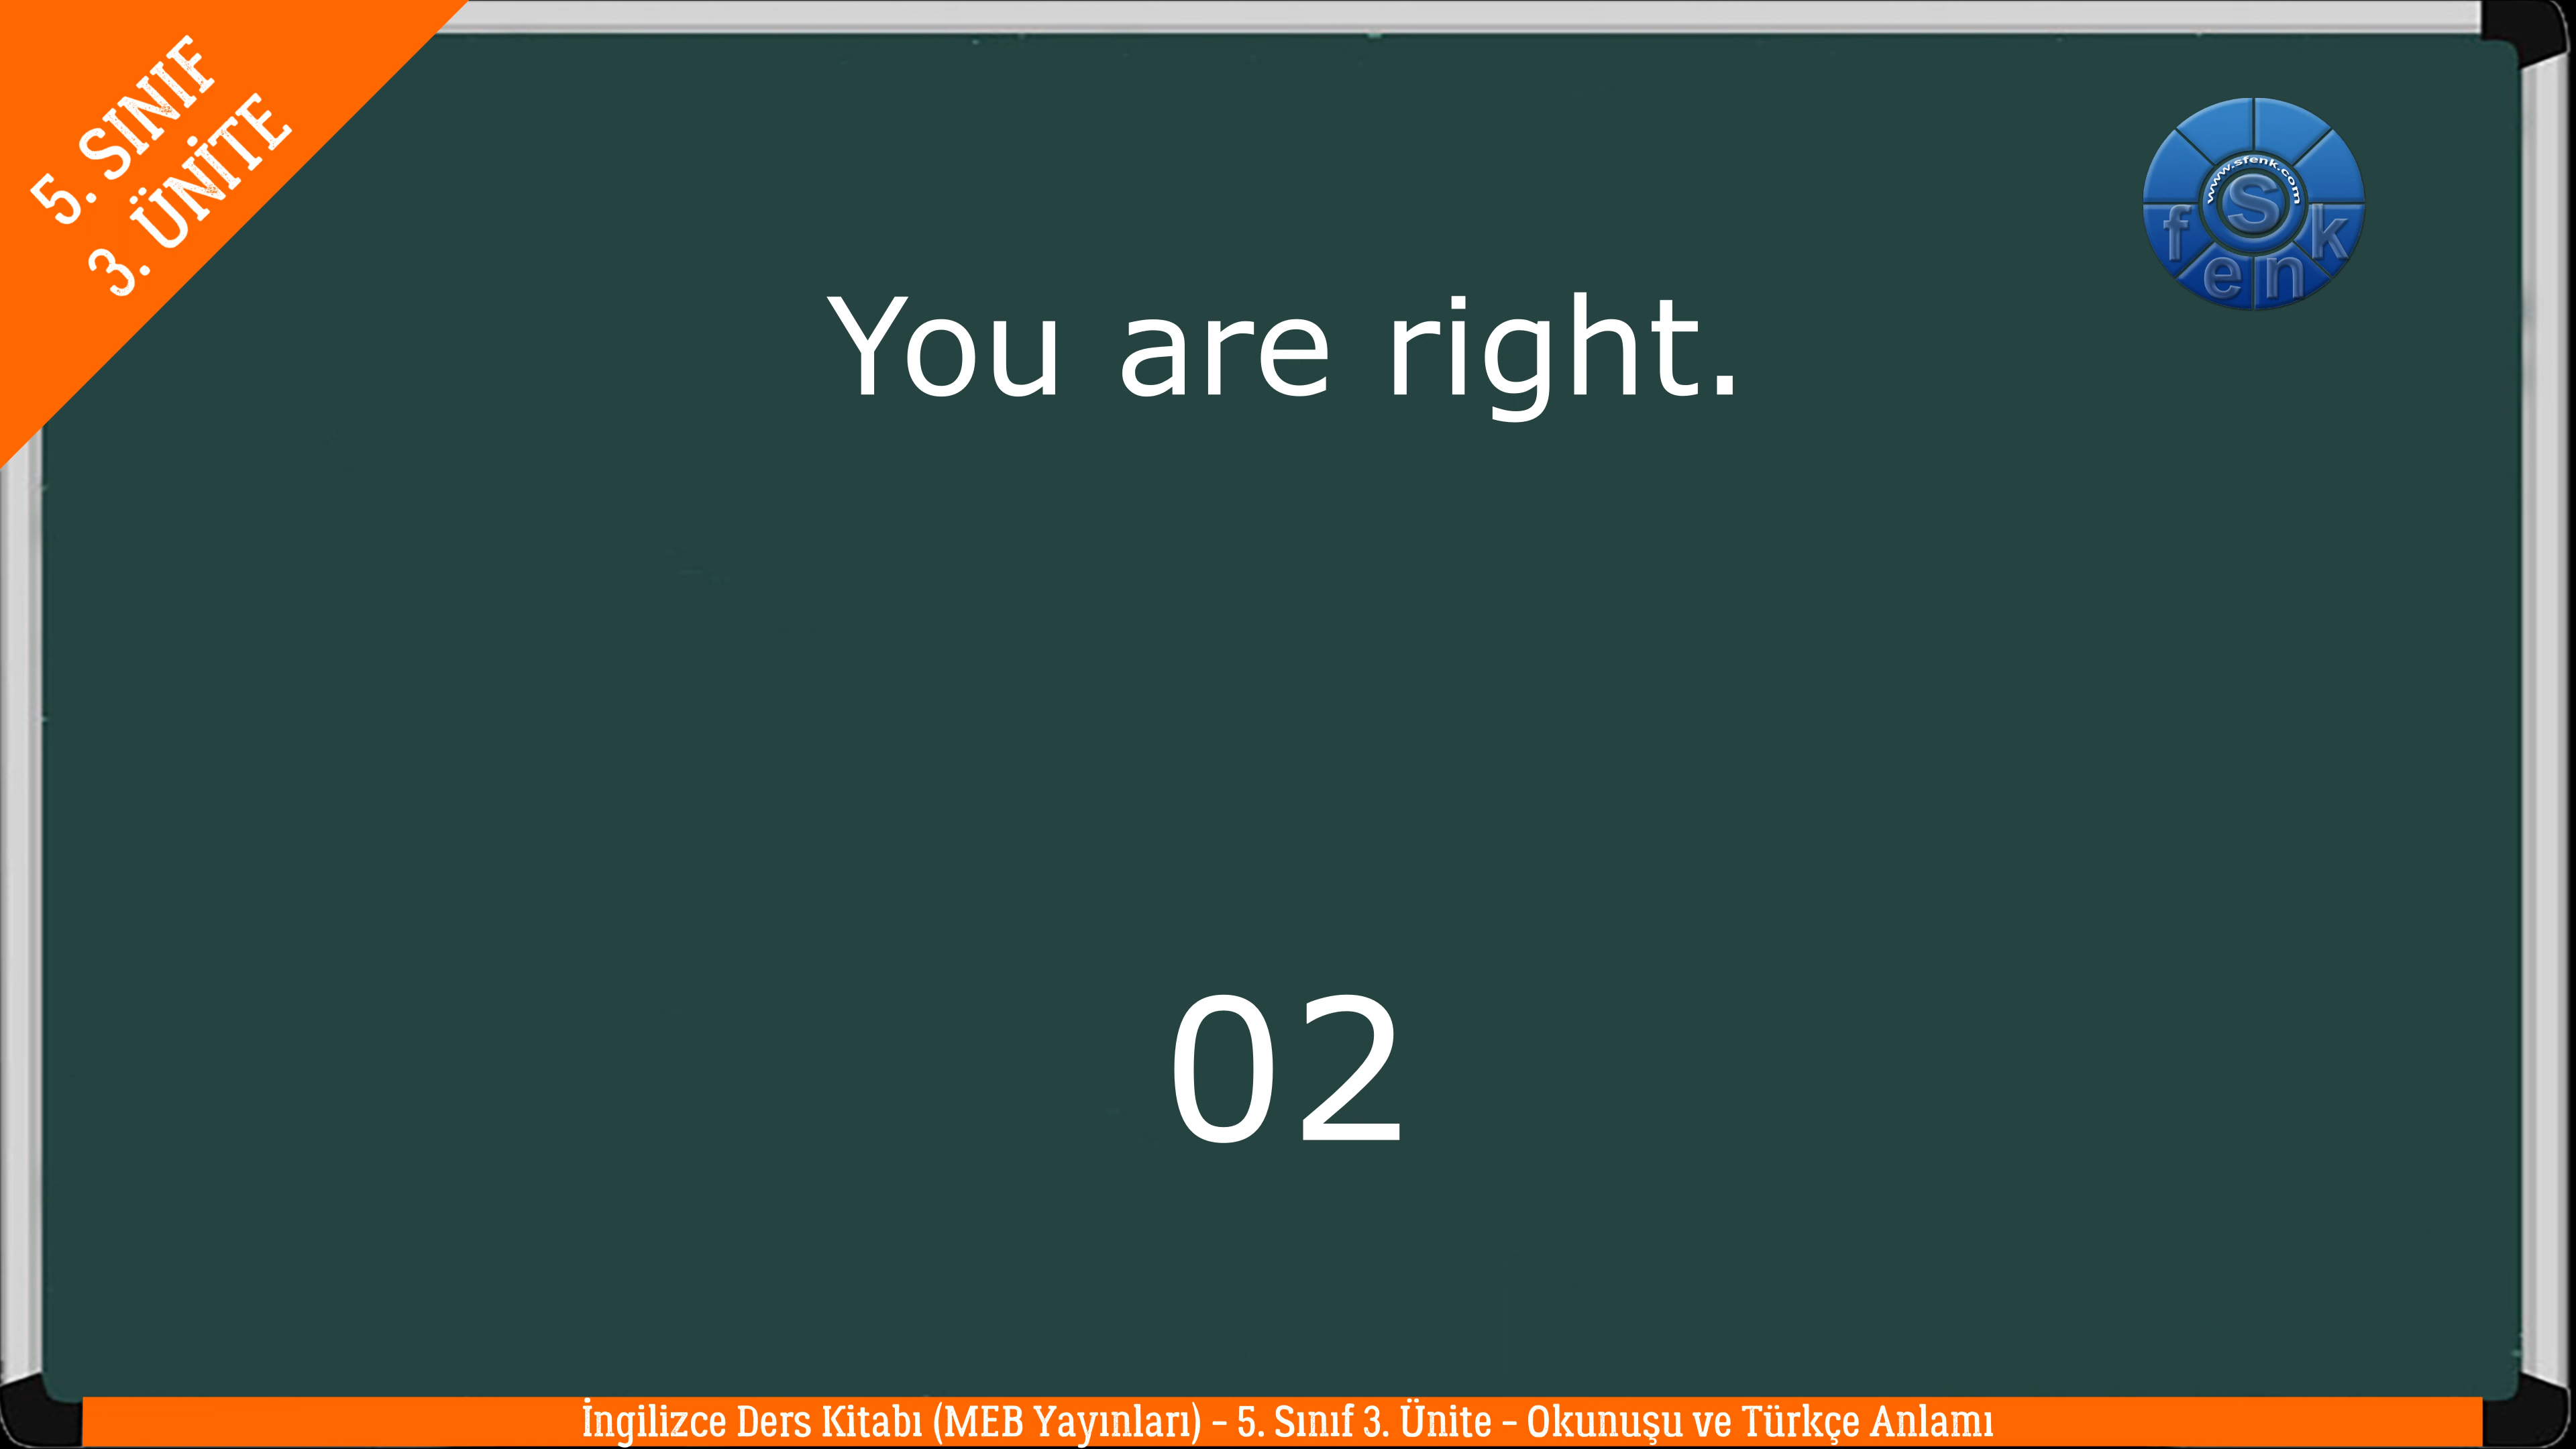 5. SINIF
3. ÜNİTE
www.sfenk.com
S
f e n k
You are right.
02
İngilizce Ders Kitabı (MEB Yayınları) – 5. Sınıf 3. Ünite – Okunuşu ve Türkçe Anlamı